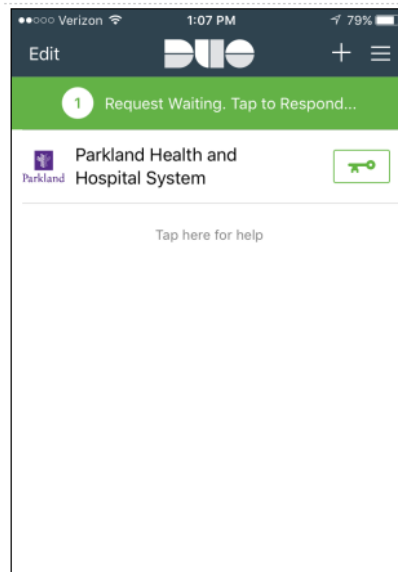 Verizon 1:07 PM 79%
Edit DUO +
1 Request Waiting. Tap to Respond...
Parkland Health and
Parkland Hospital System
Tap here for help